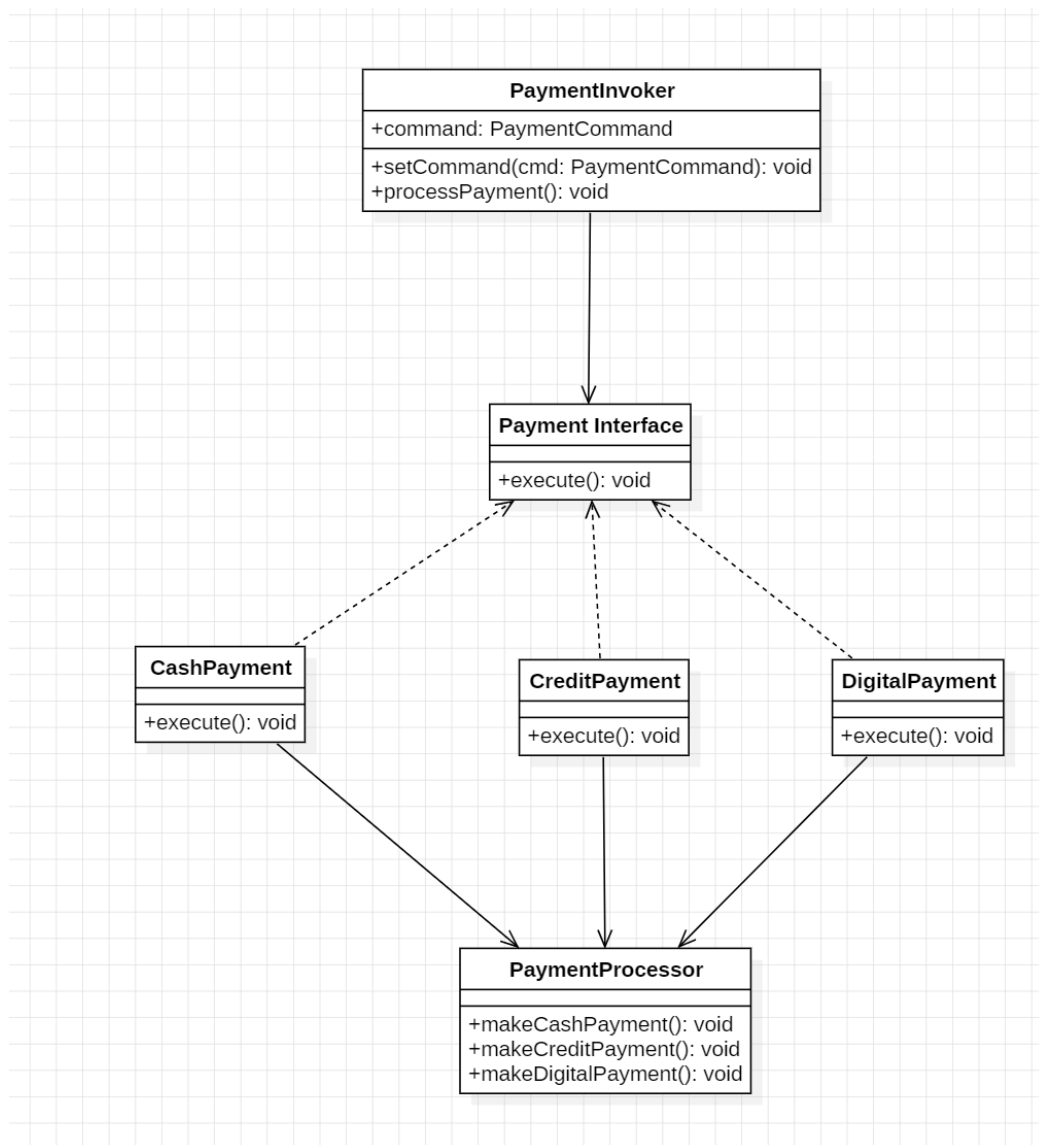 PaymentInvoker
+command: PaymentCommand
+setCommand(cmd: PaymentCommand): void
+processPayment(): void
Payment Interface
+execute(): void
CashPayment
+execute(): void
CreditPayment
+execute(): void
DigitalPayment
+execute(): void
PaymentProcessor
+makeCashPayment(): void
+makeCreditPayment(): void
+makeDigitalPayment(): void